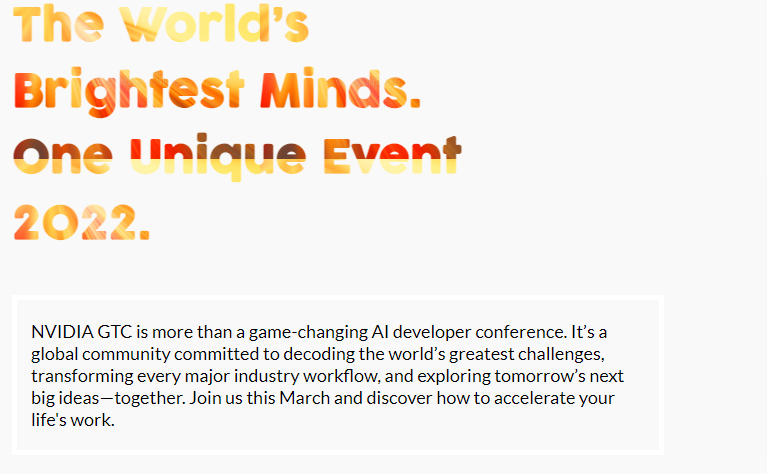 The World’s
Brightest Minds.
One Unique Event
2022.
NVIDIA GTC is more than a game-changing AI developer conference. It’s a
global community committed to decoding the world’s greatest challenges,
transforming every major industry workflow, and exploring tomorrow’s next
big ideas—together. Join us this March and discover how to accelerate your
life's work.